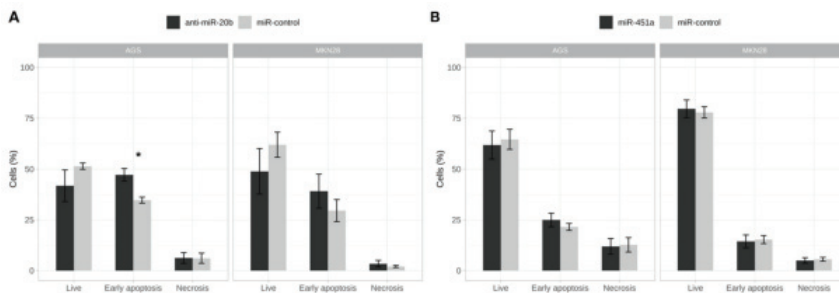 A
anti-miR-20b miR-control
AGS MKN28
Cells (%)
100
75
50
25
0
*
Live Early apoptosis Necrosis Live Early apoptosis Necrosis
B
miR-451a miR-control
AGS MKN28
Cells (%)
100
75
50
25
0
Live Early apoptosis Necrosis Live Early apoptosis Necrosis